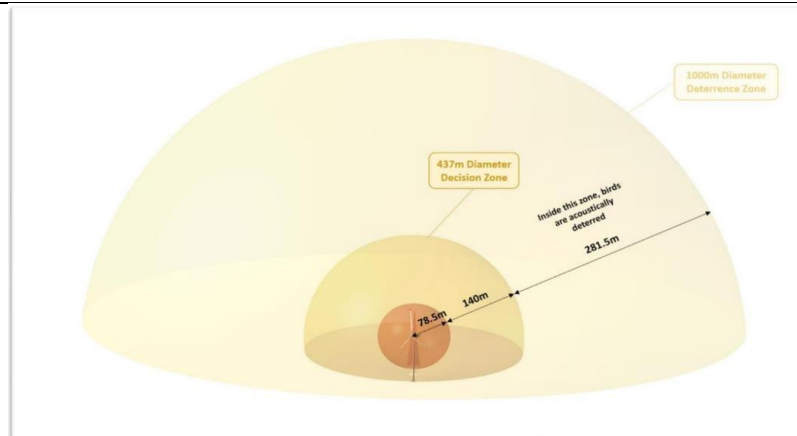 1000m Diameter
Deterrence Zone
437m Diameter
Decision Zone
Inside this zone, birds
are acoustically
deterred
281.5m
140m
78.5m